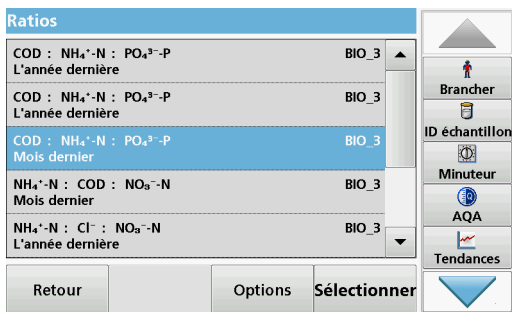 Ratios
COD : NH₄⁺-N : PO₄³⁻-P BIO_3
L'année dernière
COD : NH₄⁺-N : PO₄³⁻-P BIO_3
L'année dernière
COD : NH₄⁺-N : PO₄³⁻-P BIO_3
Mois dernier
NH₄⁺-N : COD : NO₃⁻-N BIO_3
Mois dernier
NH₄⁺-N : Cl⁻ : NO₃⁻-N BIO_3
L'année dernière
Retour
Options
Sélectionner
Brancher
ID échantillon
Minuteur
AQA
Tendances